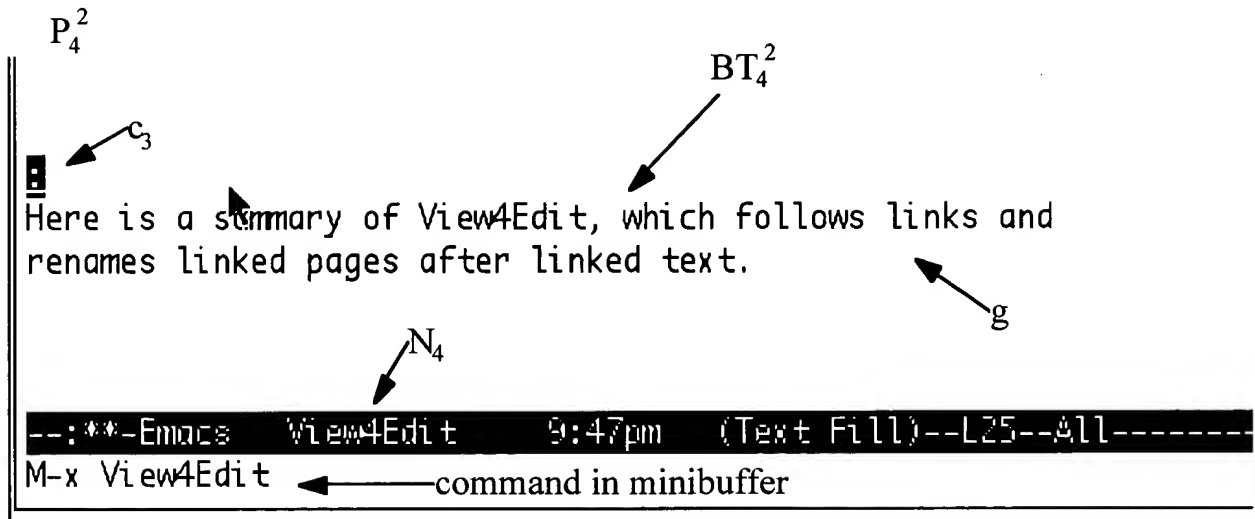 P₄²
BT₄²
c₃
:
Here is a summary of View4Edit, which follows links and
renames linked pages after linked text.
g
N₄
--:**-Emacs View4Edit 9:47pm (Text Fill)--L25--All--------
M-x View4Edit
command in minibuffer